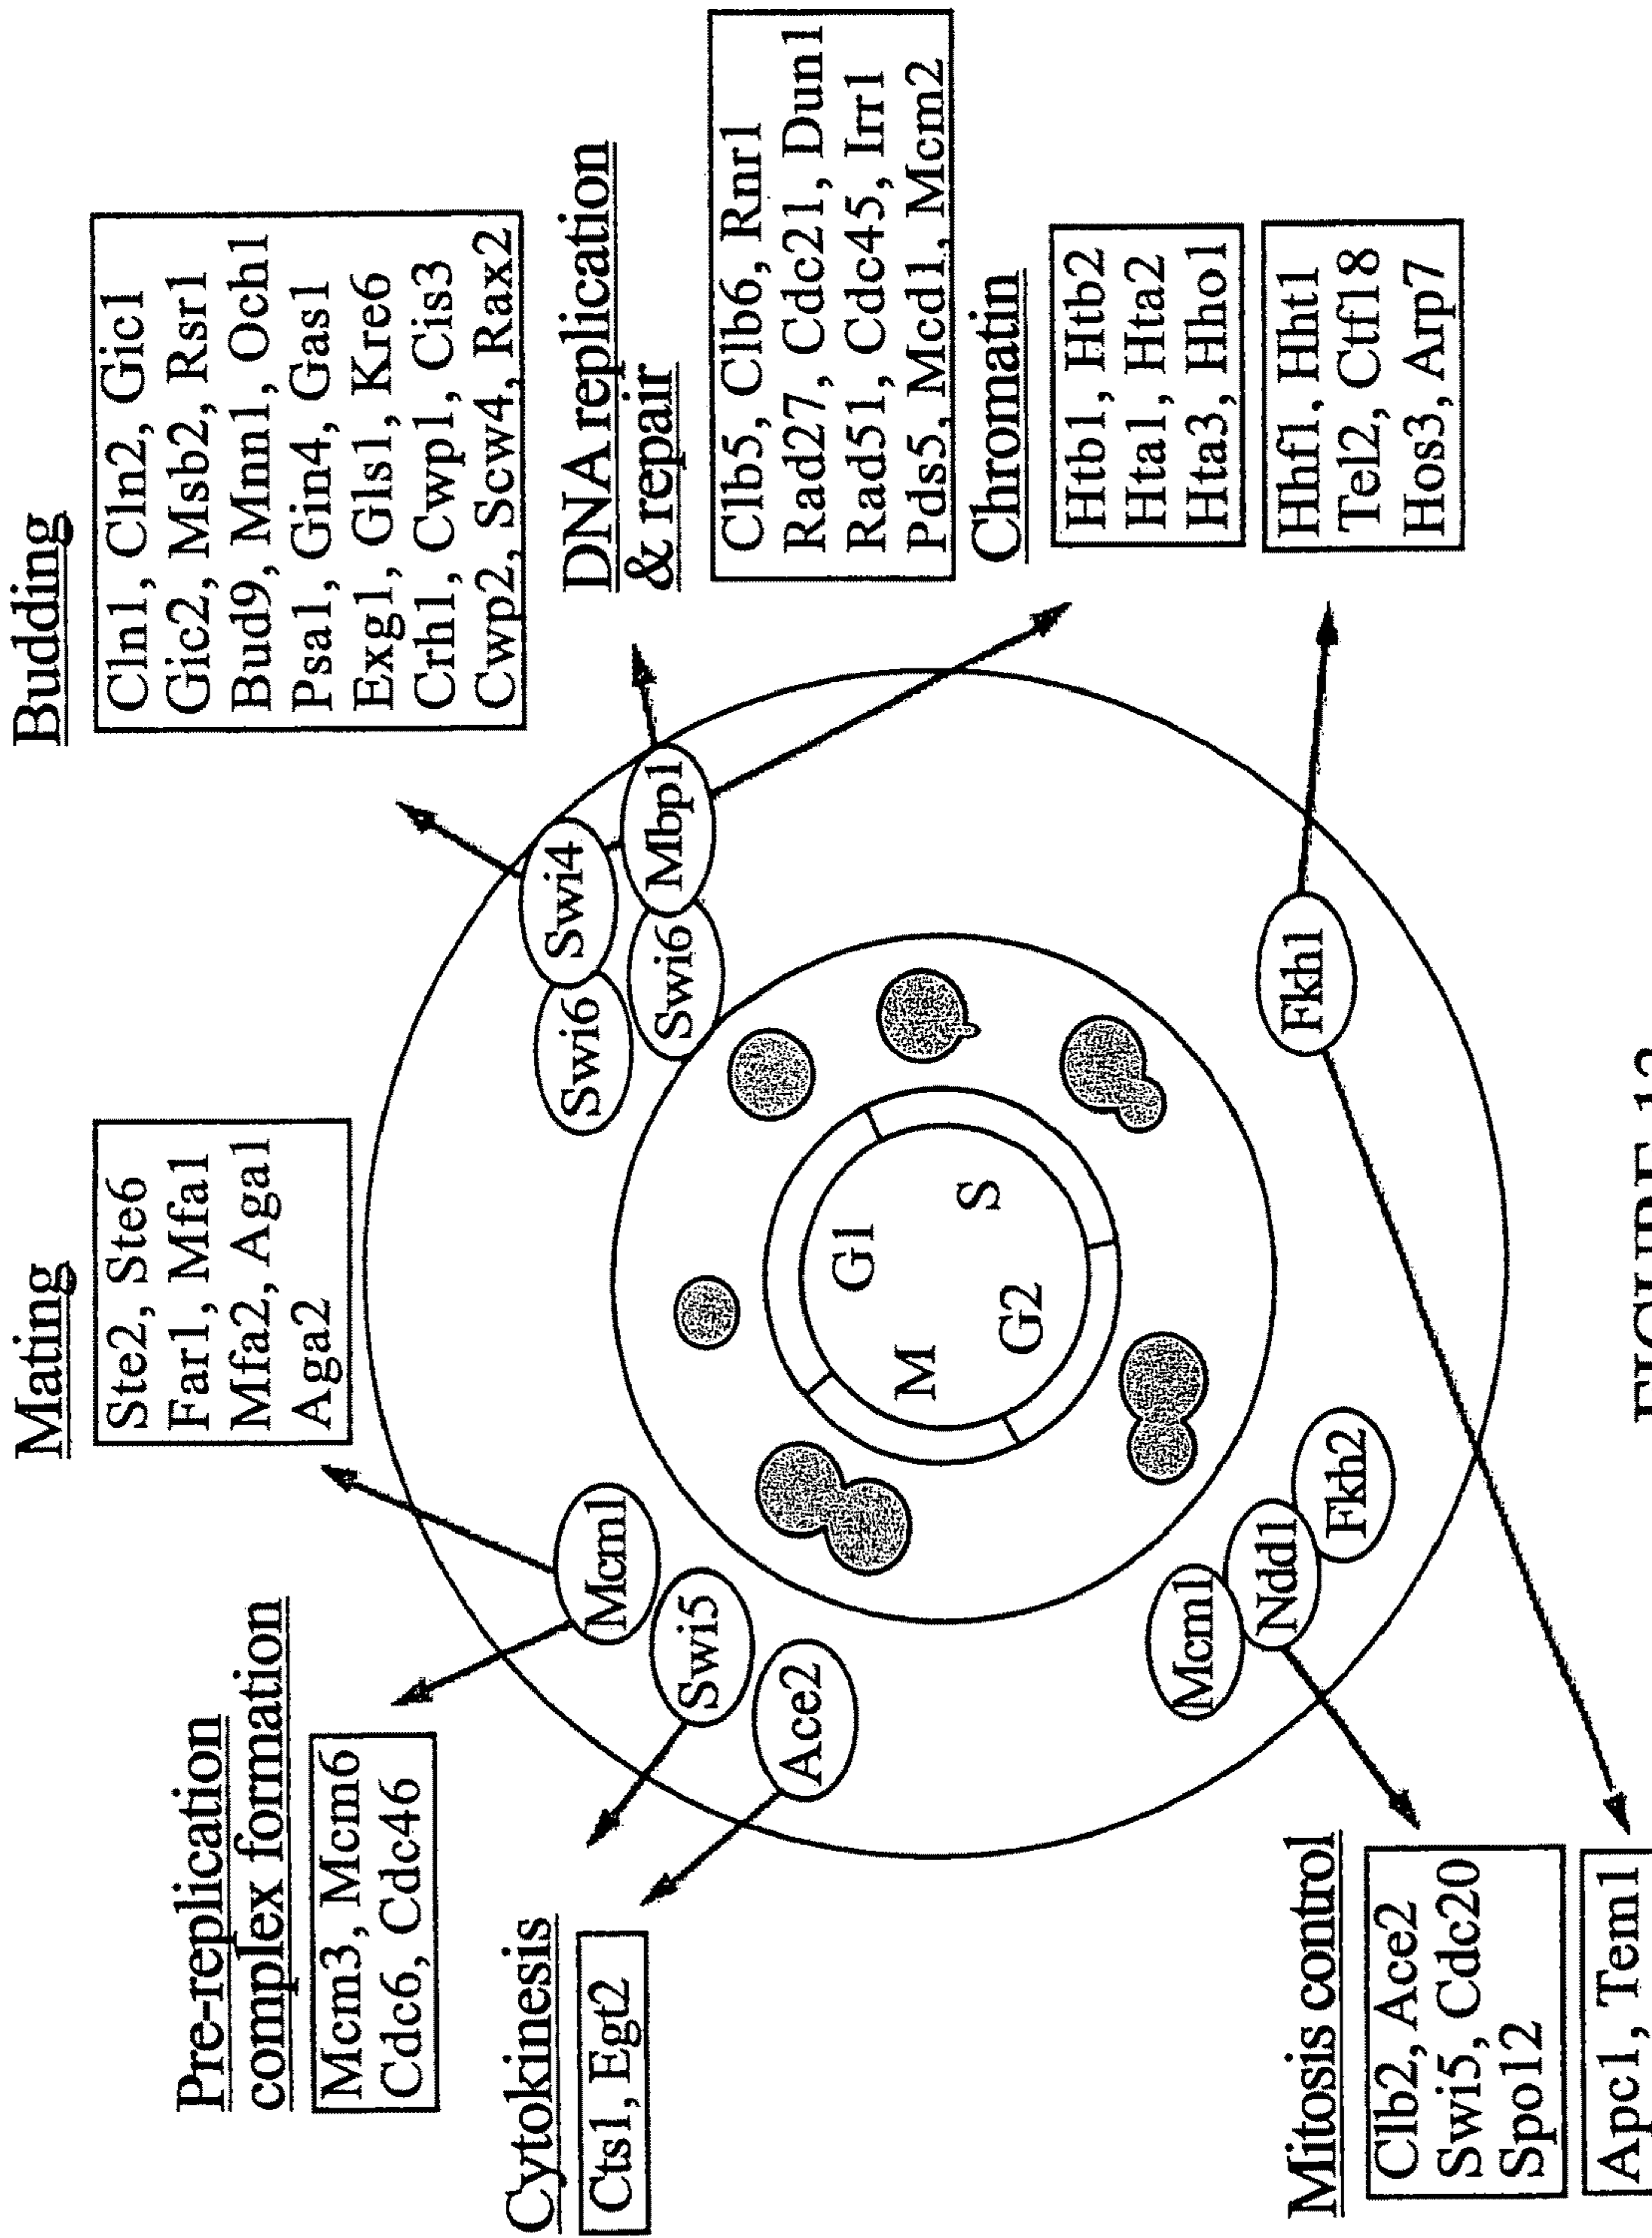 Budding
Cln1, Cln2, Gic1
Gic2, Msb2, Rsr1
Bud9, Mnn1, Och1
Psa1, Gin4, Gas1
Exg1, Gls1, Kre6
Crh1, Cwp1, Cis3
Cwp2, Scw4, Rax2
DNA replication
& repair
Clb5, Clb6, Rnr1
Rad27, Cdc21, Dun1
Rad51, Cdc45, Irr1
Pds5, Mcd1, Mcm2
Chromatin
Htb1, Htb2
Hta1, Hta2
Hta3, Hho1
Hhf1, Hht1
Tel2, Ctf18
Hos3, Arp7
Mating
Ste2, Ste6
Far1, Mfa1
Mfa2, Aga1
Aga2
Pre-replication
complex formation
Mcm3, Mcm6
Cdc6, Cdc46
Cytokinesis
Cts1, Egt2
Mitosis control
Clb2, Ace2
Swi5, Cdc20
Spo12
Apc1, Tem1
Swi6
Swi4
Swi6
Mbp1
Mcm1
Swi5
Ace2
Mcm1
Ndd1
Fkh2
Fkh1
G1
S
G2
M